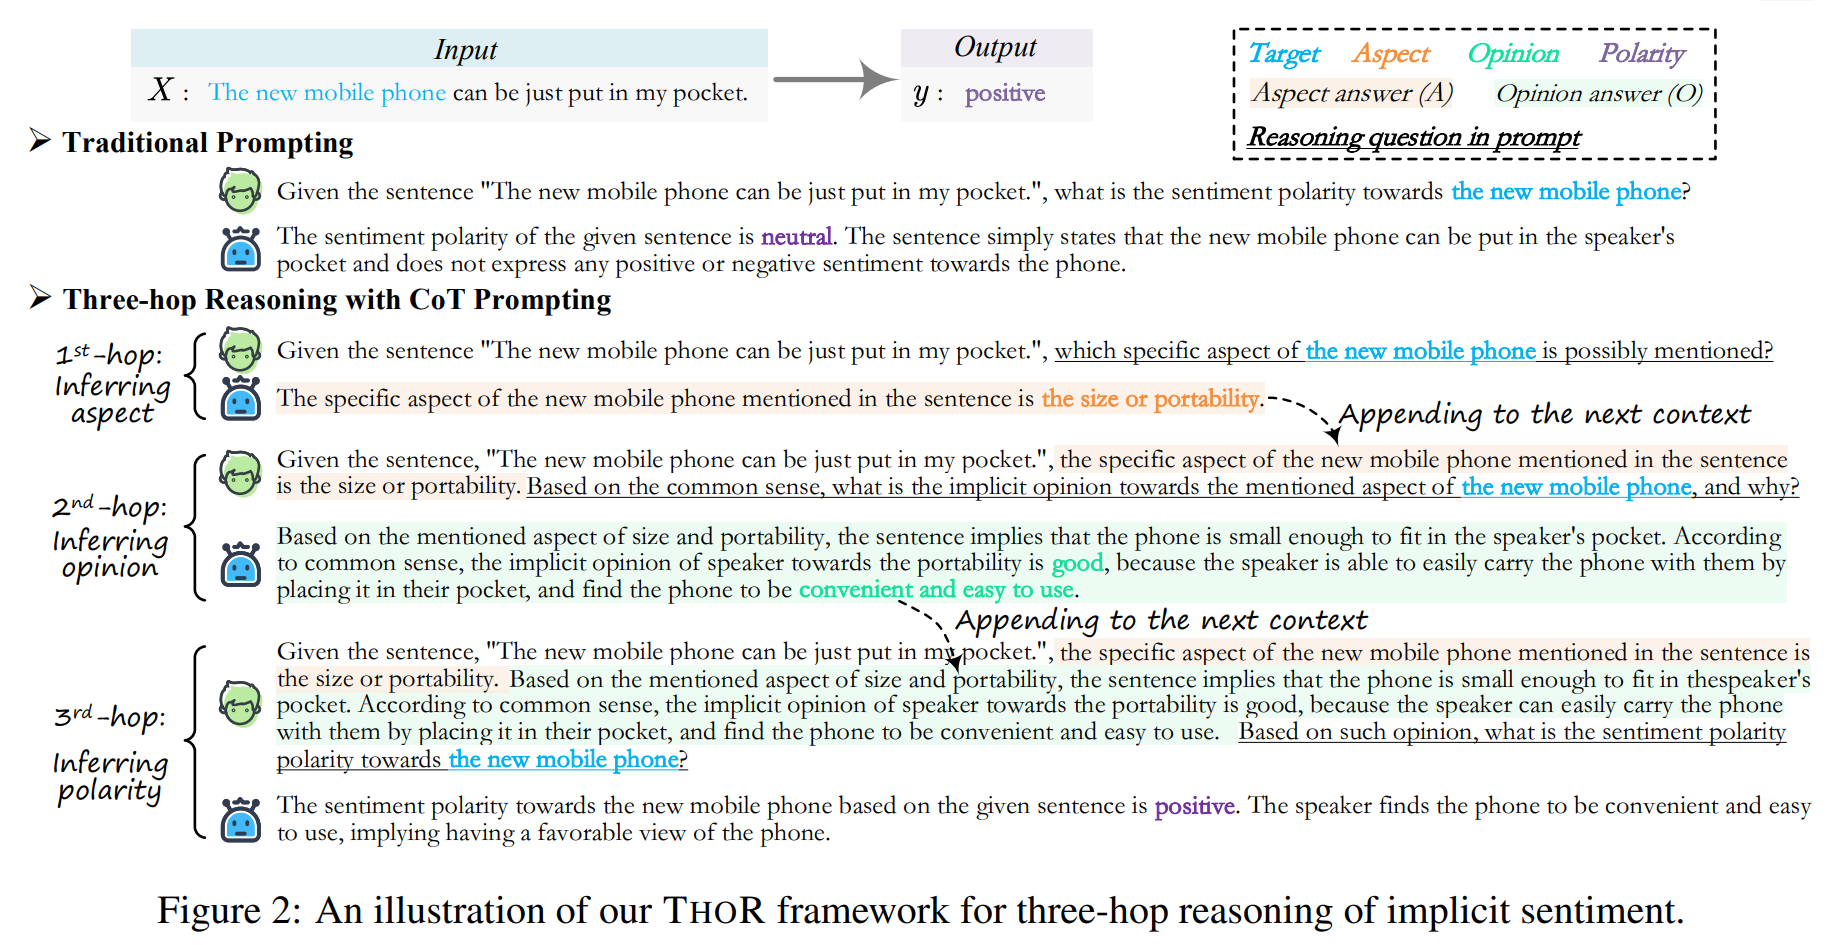 Input
Output
X : The new mobile phone can be just put in my pocket.
y : positive
Target Aspect Opinion Polarity
Aspect answer (A) Opinion answer (O)
Reasoning question in prompt
➢ Traditional Prompting
Given the sentence "The new mobile phone can be just put in my pocket.", what is the sentiment polarity towards the new mobile phone?
The sentiment polarity of the given sentence is neutral. The sentence simply states that the new mobile phone can be put in the speaker's
pocket and does not express any positive or negative sentiment towards the phone.
➢ Three-hop Reasoning with CoT Prompting
1st-hop:
Inferring
aspect
Given the sentence "The new mobile phone can be just put in my pocket.", which specific aspect of the new mobile phone is possibly mentioned?
The specific aspect of the new mobile phone mentioned in the sentence is the size or portability.
Appending to the next context
2nd-hop:
Inferring
opinion
Given the sentence, "The new mobile phone can be just put in my pocket.", the specific aspect of the new mobile phone mentioned in the sentence
is the size or portability. Based on the common sense, what is the implicit opinion towards the mentioned aspect of the new mobile phone, and why?
Based on the mentioned aspect of size and portability, the sentence implies that the phone is small enough to fit in the speaker's pocket. According
to common sense, the implicit opinion of speaker towards the portability is good, because the speaker is able to easily carry the phone with them by
placing it in their pocket, and find the phone to be convenient and easy to use.
Appending to the next context
3rd-hop:
Inferring
polarity
Given the sentence, "The new mobile phone can be just put in my pocket.", the specific aspect of the new mobile phone mentioned in the sentence is
the size or portability. Based on the mentioned aspect of size and portability, the sentence implies that the phone is small enough to fit in thespeaker's
pocket. According to common sense, the implicit opinion of speaker towards the portability is good, because the speaker can easily carry the phone
with them by placing it in their pocket, and find the phone to be convenient and easy to use. Based on such opinion, what is the sentiment polarity
polarity towards the new mobile phone?
The sentiment polarity towards the new mobile phone based on the given sentence is positive. The speaker finds the phone to be convenient and easy
to use, implying having a favorable view of the phone.
Figure 2: An illustration of our THOR framework for three-hop reasoning of implicit sentiment.